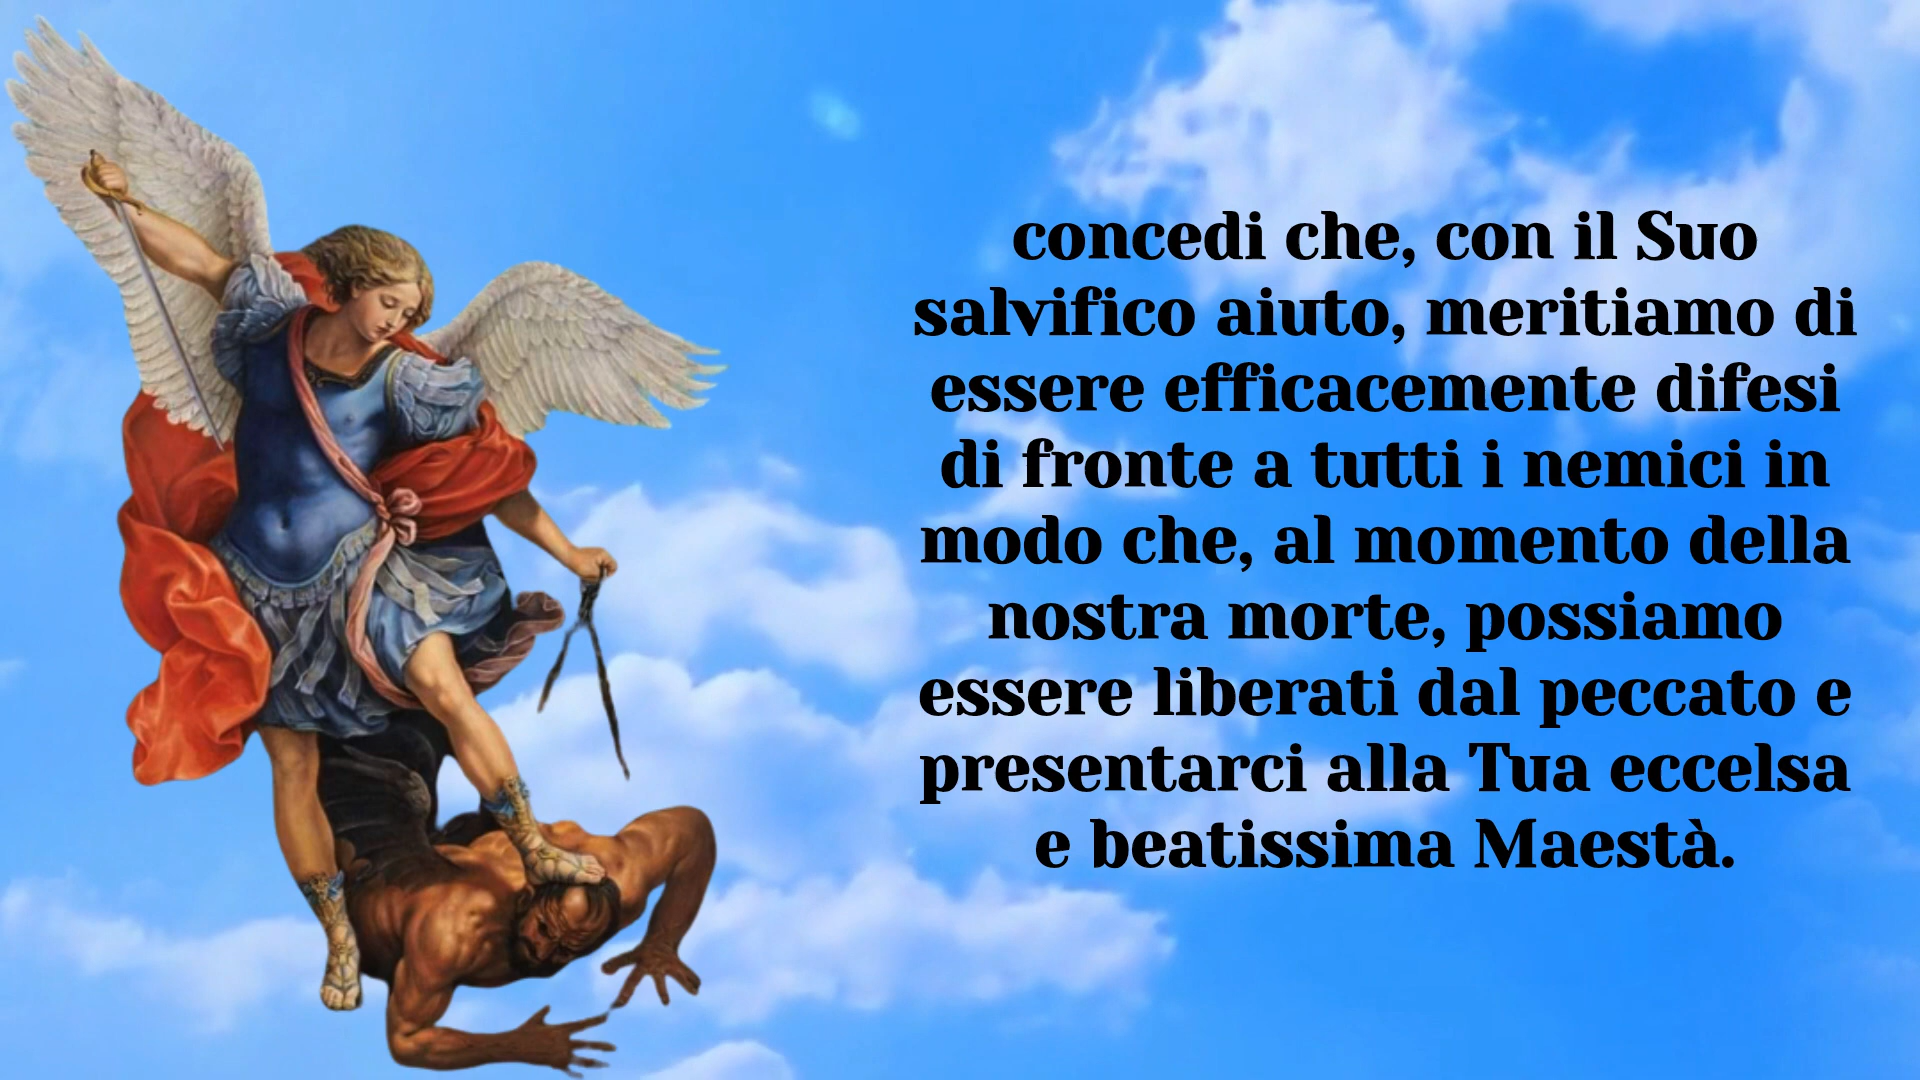 concedi che, con il Suo
salvifico aiuto, meritiamo di
essere efficacemente difesi
di fronte a tutti i nemici in
modo che, al momento della
nostra morte, possiamo
essere liberati dal peccato e
presentarci alla Tua eccelsa
e beatissima Maestà.